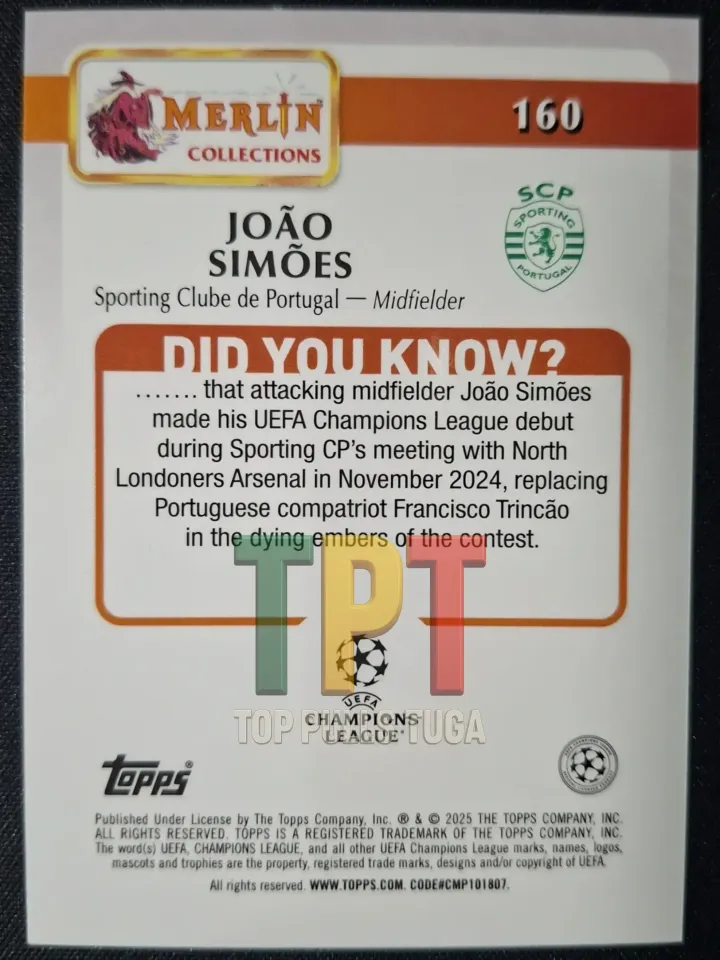 MERLIN™
COLLECTIONS
160
JOÃO
SIMÕES
SCP
SPORTING
PORTUGAL
Sporting Clube de Portugal — Midfielder
DID YOU KNOW?
....... that attacking midfielder João Simões
made his UEFA Champions League debut
during Sporting CP's meeting with North
Londoners Arsenal in November 2024, replacing
Portuguese compatriot Francisco Trincão
in the dying embers of the contest.
TPT
TOP PULLS TUGA
UEFA
CHAMPIONS
LEAGUE®
Topps®
Published Under License by The Topps Company, Inc. ® & © 2025 THE TOPPS COMPANY, INC.
ALL RIGHTS RESERVED. TOPPS IS A REGISTERED TRADEMARK OF THE TOPPS COMPANY, INC.
The word(s) UEFA, CHAMPIONS LEAGUE, and all other UEFA Champions League marks, names, logos,
mascots and trophies are the property, registered trade marks, designs and/or copyright of UEFA.
All rights reserved. WWW.TOPPS.COM. CODE#CMP101807.